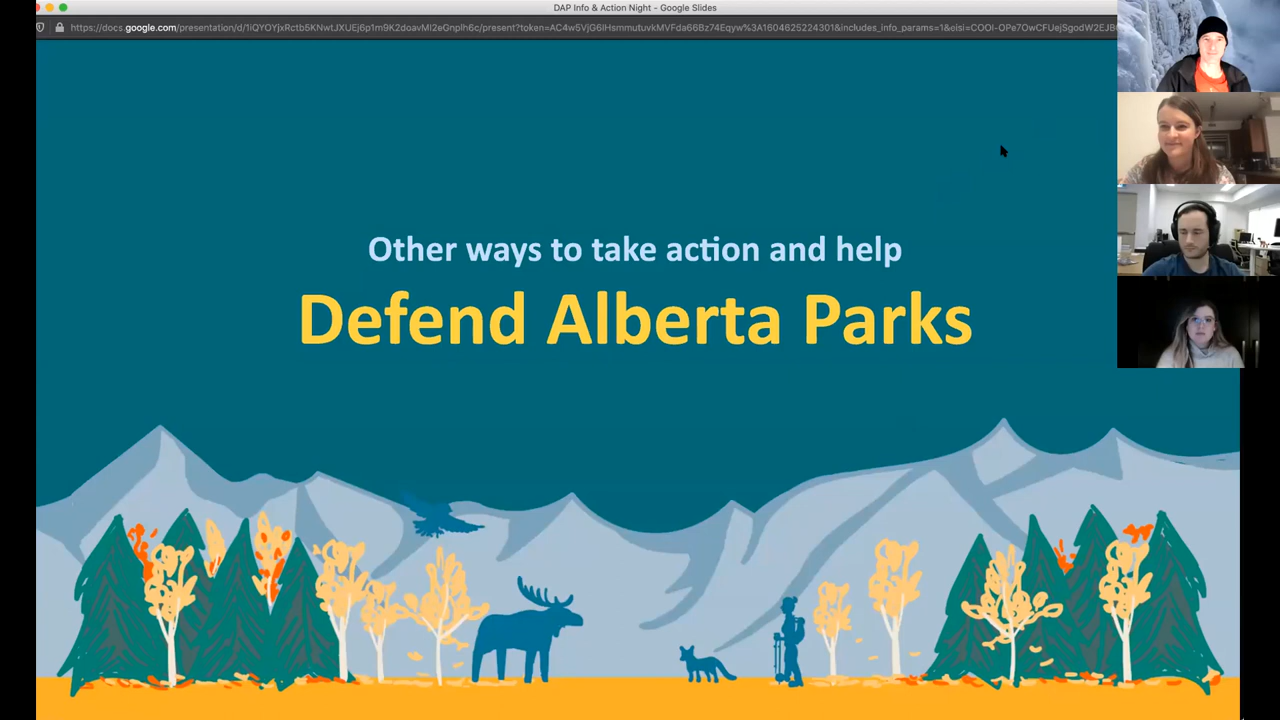 DAP Info & Action Night - Google Slides
Other ways to take action and help
Defend Alberta Parks